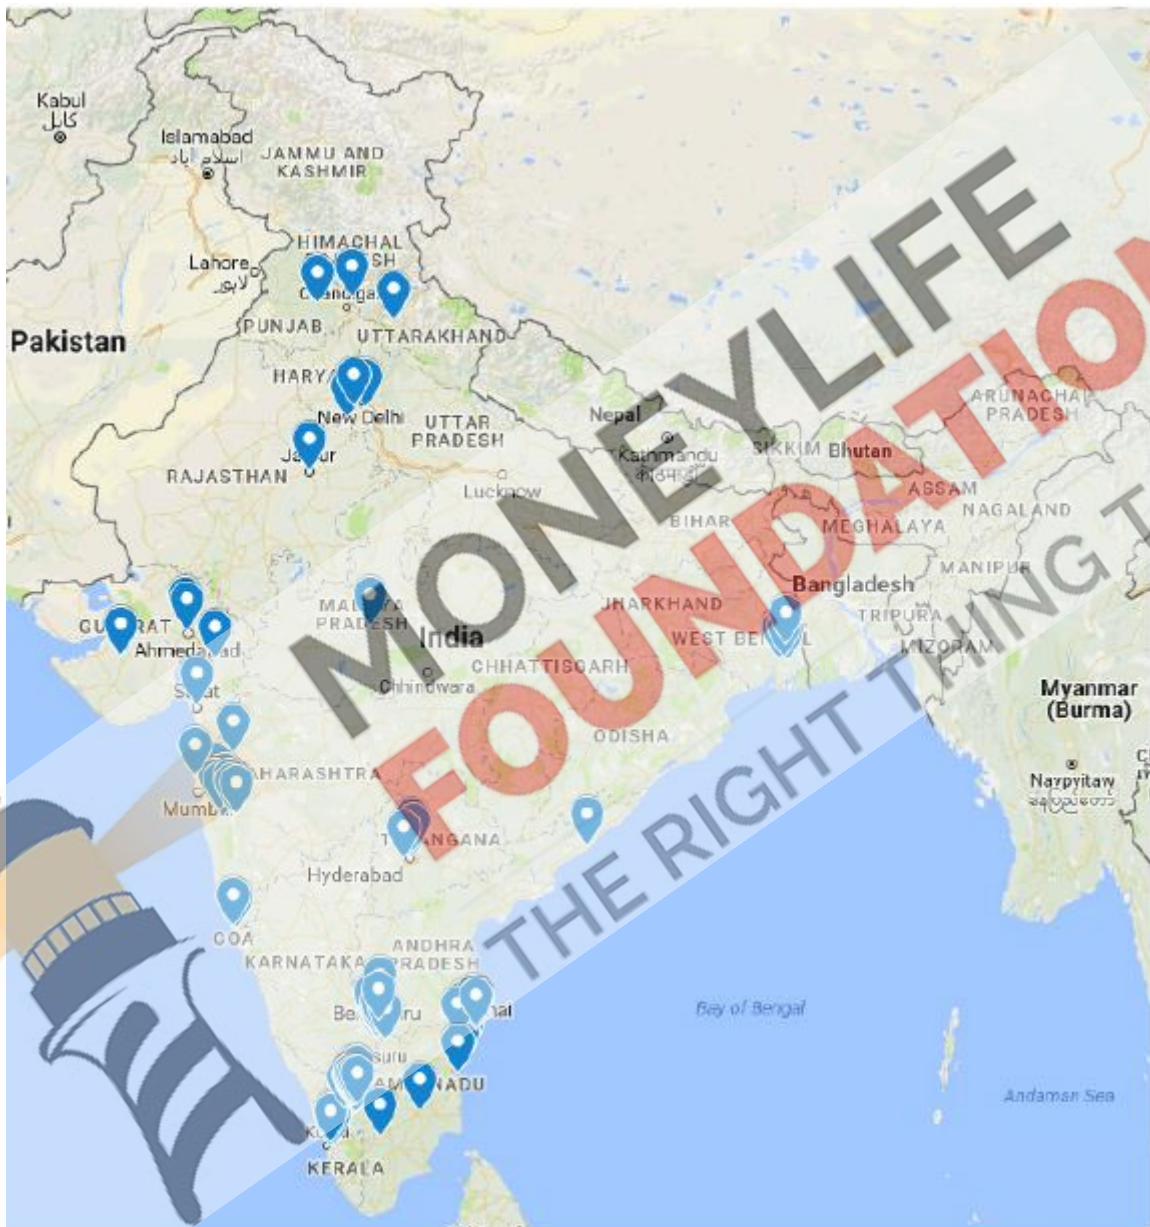 Kabul
کابل
Islamabad
اسلام آباد
JAMMU AND
KASHMIR
HIMACHAL
Lahore
لاہور
PUNJAB
UTTARAKHAND
Pakistan
New Delhi
UTTAR
PRADESH
RAJASTHAN
Lucknow
Nepal
Kathmandu
SIKKIM
Bhutan
ARUNACHAL
PRADESH
ASSAM
NAGALAND
BIHAR
MEGHALAYA
MANIPUR
Bangladesh
JHARKHAND
TRIPURA
MIZORAM
PRADESH
India
Ahmedabad
CHHATTISGARH
Chhindwara
Myanmar
(Burma)
Naypyitaw
ODISHA
Hyderabad
GOA
KARNATAKA
ANDHRA
PRADESH
Bay of Bengal
Andaman Sea
KERALA
MONEYLIFE
FOUNDATION
THE RIGHT THING T